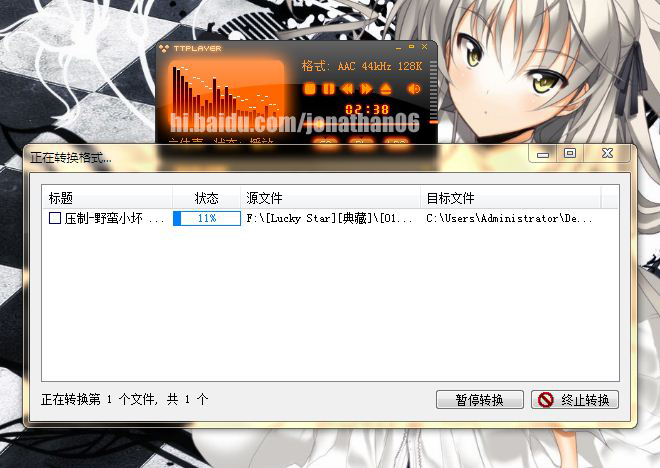 TTPLAYER
格式: AAC 44kHz 128K
02:38
hi.baidu.com/jonathan06
正在转换格式...
标题 状态 源文件 目标文件
压制-野蛮小坏 ... 11% F:\[Lucky Star][典藏]\[01... C:\Users\Administrator\De...
正在转换第 1 个文件, 共 1 个
暂停转换 终止转换